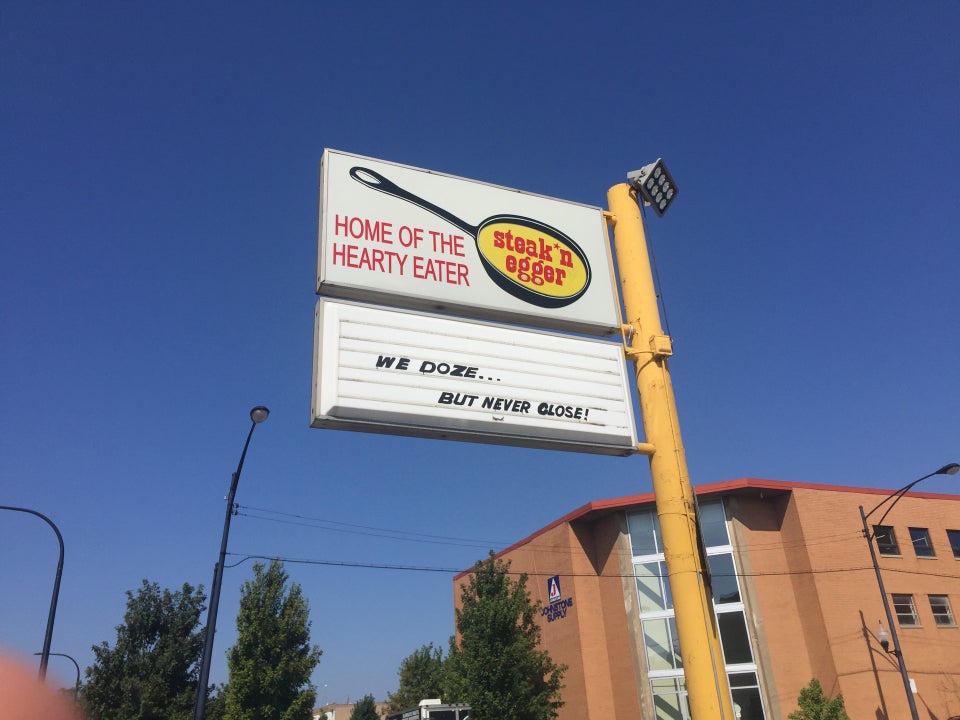 HOME OF THE
HEARTY EATER
steak*n
egger
WE DOZE...
BUT NEVER CLOSE!
JOHNSTONE
SUPPLY